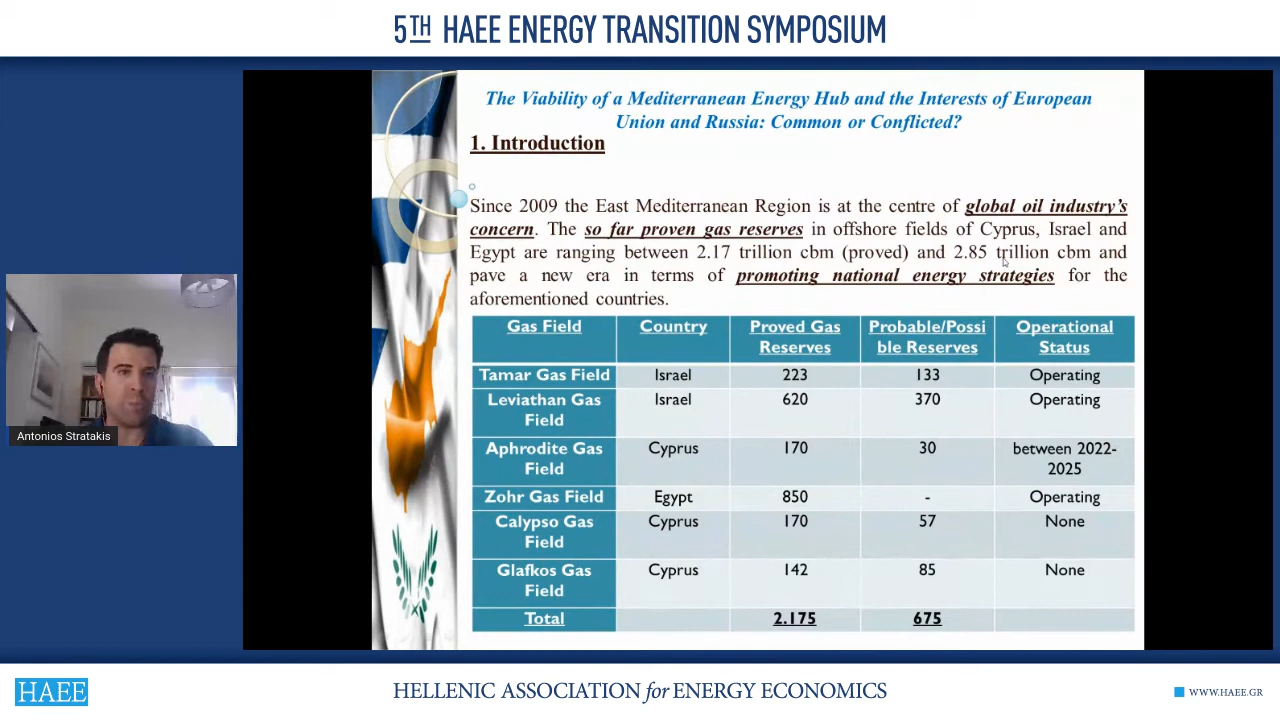 5TH HAEE ENERGY TRANSITION SYMPOSIUM
The Viability of a Mediterranean Energy Hub and the Interests of European
Union and Russia: Common or Conflicted?
1. Introduction
Since 2009 the East Mediterranean Region is at the centre of global oil industry's
concern. The so far proven gas reserves in offshore fields of Cyprus, Israel and
Egypt are ranging between 2.17 trillion cbm (proved) and 2.85 trillion cbm and
pave a new era in terms of promoting national energy strategies for the
aforementioned countries.
Gas Field Country Proved Gas Probable/Possi Operational
Reserves ble Reserves Status
Tamar Gas Field Israel 223 133 Operating
Leviathan Gas Israel 620 370 Operating
Field
Aphrodite Gas Cyprus 170 30 between 2022-
Field 2025
Zohr Gas Field Egypt 850 - Operating
Calypso Gas Cyprus 170 57 None
Field
Glafkos Gas Cyprus 142 85 None
Field
Total 2.175 675
Antonios Stratakis
HAEE
HELLENIC ASSOCIATION for ENERGY ECONOMICS
WWW.HAEE.GR